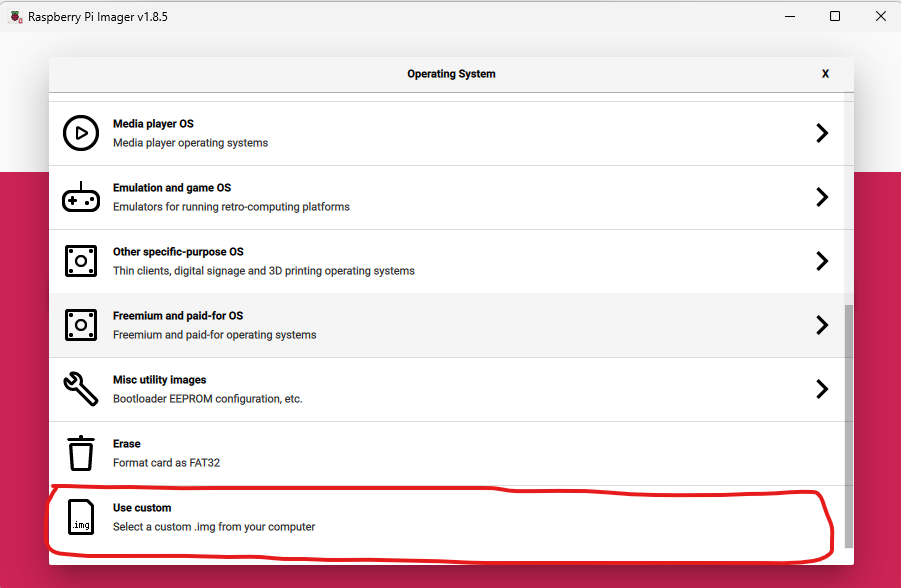 Raspberry Pi Imager v1.8.5
Operating System
X
Media player OS
Media player operating systems
Emulation and game OS
Emulators for running retro-computing platforms
Other specific-purpose OS
Thin clients, digital signage and 3D printing operating systems
Freemium and paid-for OS
Freemium and paid-for operating systems
Misc utility images
Bootloader EEPROM configuration, etc.
Erase
Format card as FAT32
.img
Use custom
Select a custom .img from your computer